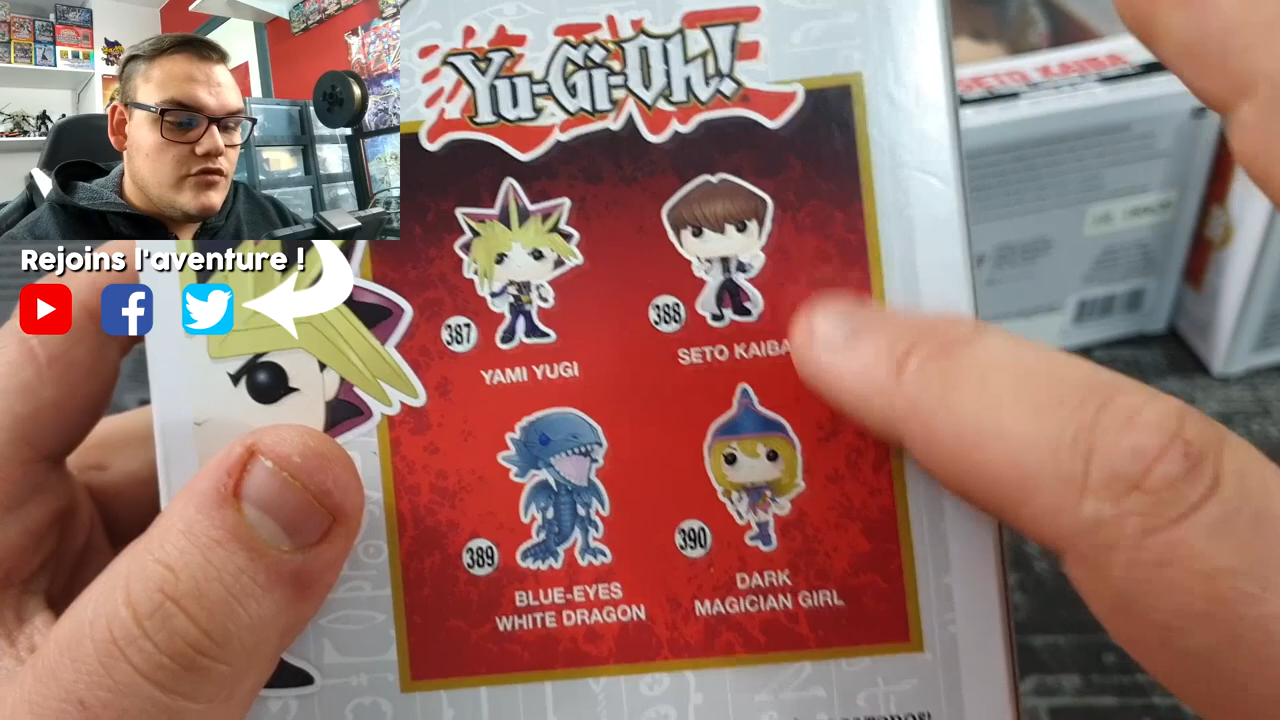 Yu-Gi-Oh!
SETO KAIBA
Rejoins l'aventure !
387
388
YAMI YUGI
SETO KAIBA
389
390
BLUE-EYES
WHITE DRAGON
DARK
MAGICIAN GIRL